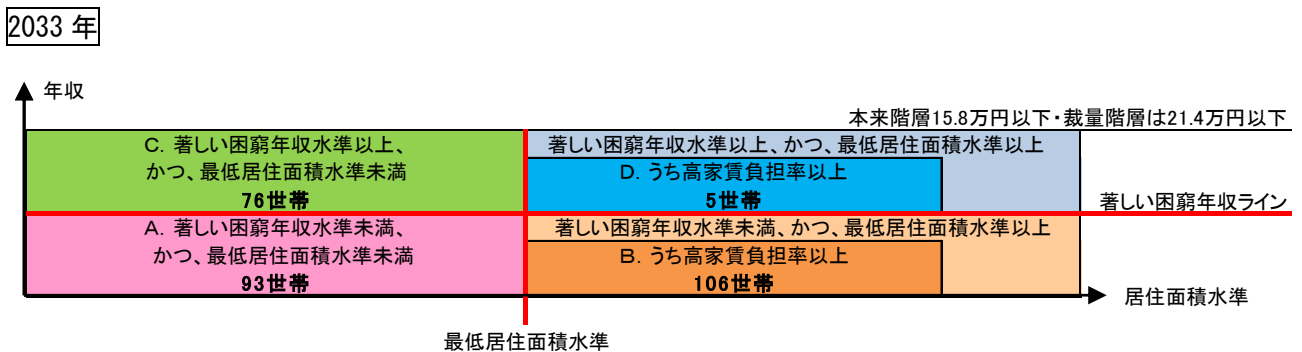 2033 年
年収
本来階層15.8万円以下・裁量階層は21.4万円以下
C. 著しい困窮年収水準以上、
かつ、最低居住面積水準未満
76世帯
著しい困窮年収水準以上、かつ、最低居住面積水準以上
D. うち高家賃負担率以上
5世帯
著しい困窮年収ライン
A. 著しい困窮年収水準未満、
かつ、最低居住面積水準未満
93世帯
著しい困窮年収水準未満、かつ、最低居住面積水準以上
B. うち高家賃負担率以上
106世帯
居住面積水準
最低居住面積水準